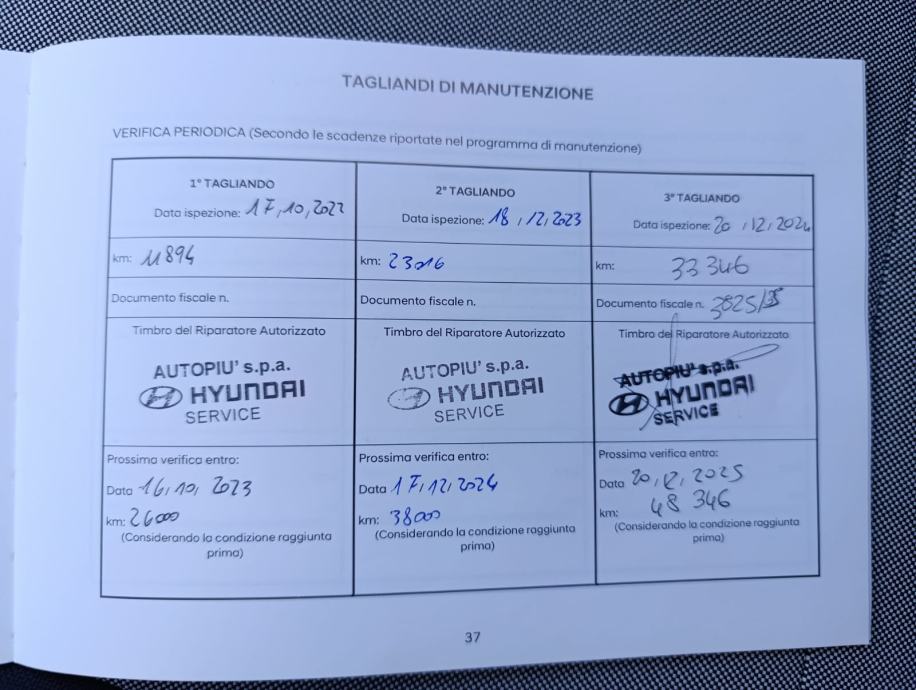 TAGLIANDI DI MANUTENZIONE
VERIFICA PERIODICA (Secondo le scadenze riportate nel programma di manutenzione)
1° TAGLIANDO
Data ispezione: 17,10,2022
km: 11894
Documento fiscale n.
Timbro del Riparatore Autorizzato
AUTOPIU' s.p.a.
HYUNDAI
SERVICE
Prossima verifica entro:
Data 16,10,2023
km: 26000
(Considerando la condizione raggiunta
prima)
2° TAGLIANDO
Data ispezione: 18,12,2023
km: 23016
Documento fiscale n.
Timbro del Riparatore Autorizzato
AUTOPIU' s.p.a.
HYUNDAI
SERVICE
Prossima verifica entro:
Data 17,12,2024
km: 38000
(Considerando la condizione raggiunta
prima)
3° TAGLIANDO
Data ispezione: 20,12,2024
km: 33346
Documento fiscale n.
Timbro del Riparatore Autorizzato
AUTOPIU' s.p.a.
HYUNDAI
SERVICE
Prossima verifica entro:
Data 20,12,2025
km: 48 346
(Considerando la condizione raggiunta
prima)
37